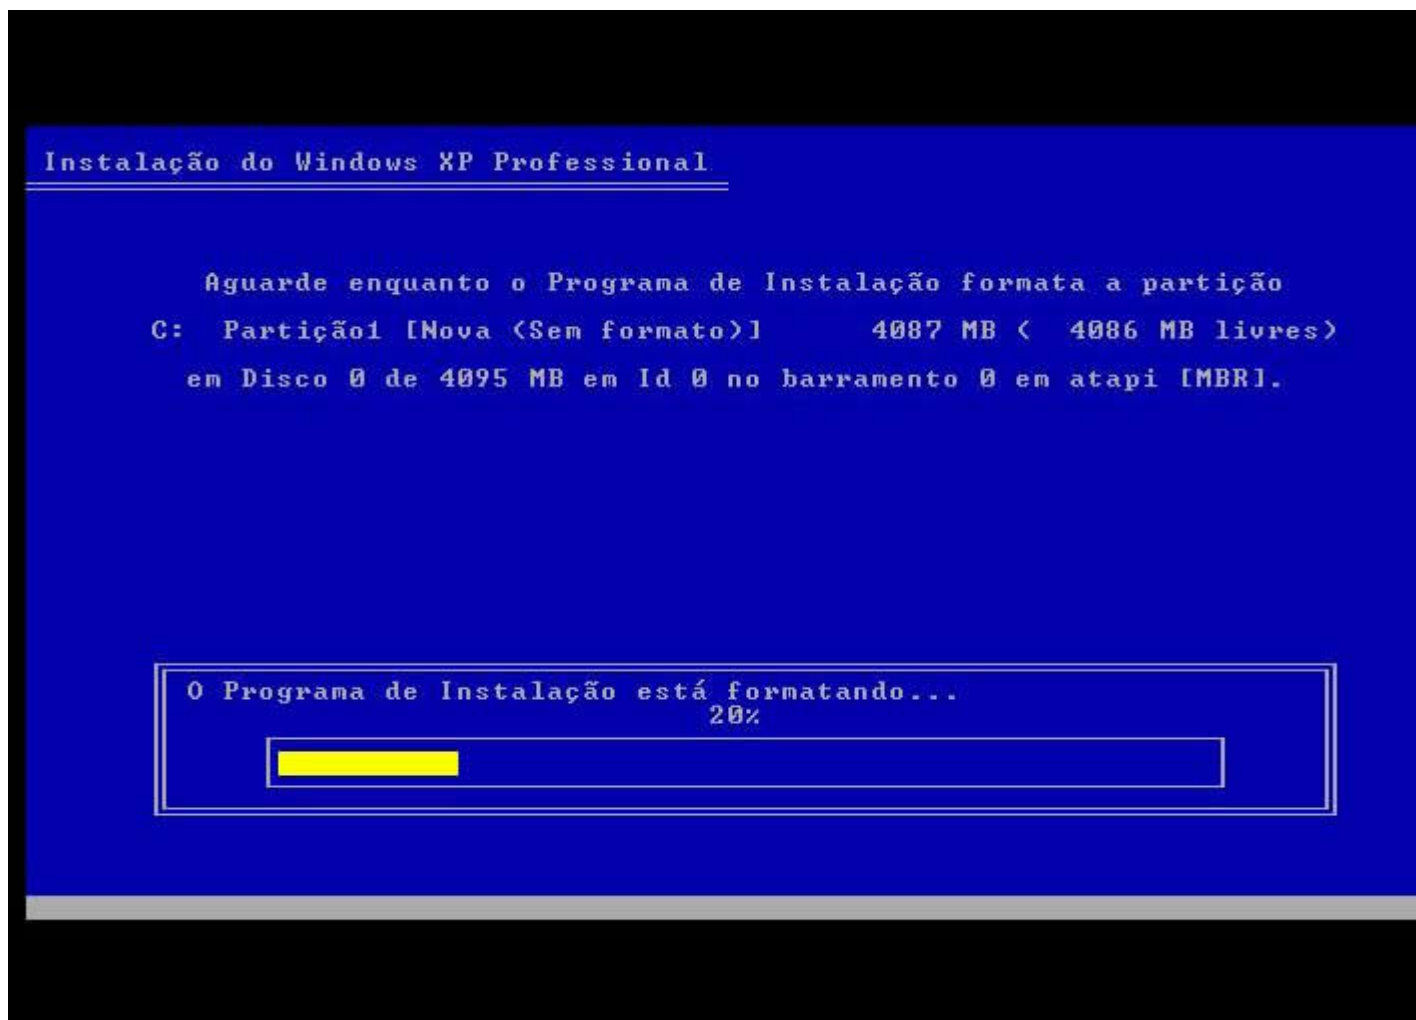 Instalação do Windows XP Professional
Aguarde enquanto o Programa de Instalação formata a partição
C: Partição1 [Nova (Sem formato)] 4087 MB ( 4086 MB livres)
em Disco 0 de 4095 MB em Id 0 no barramento 0 em atapi [MBR].
O Programa de Instalação está formatando...
20%